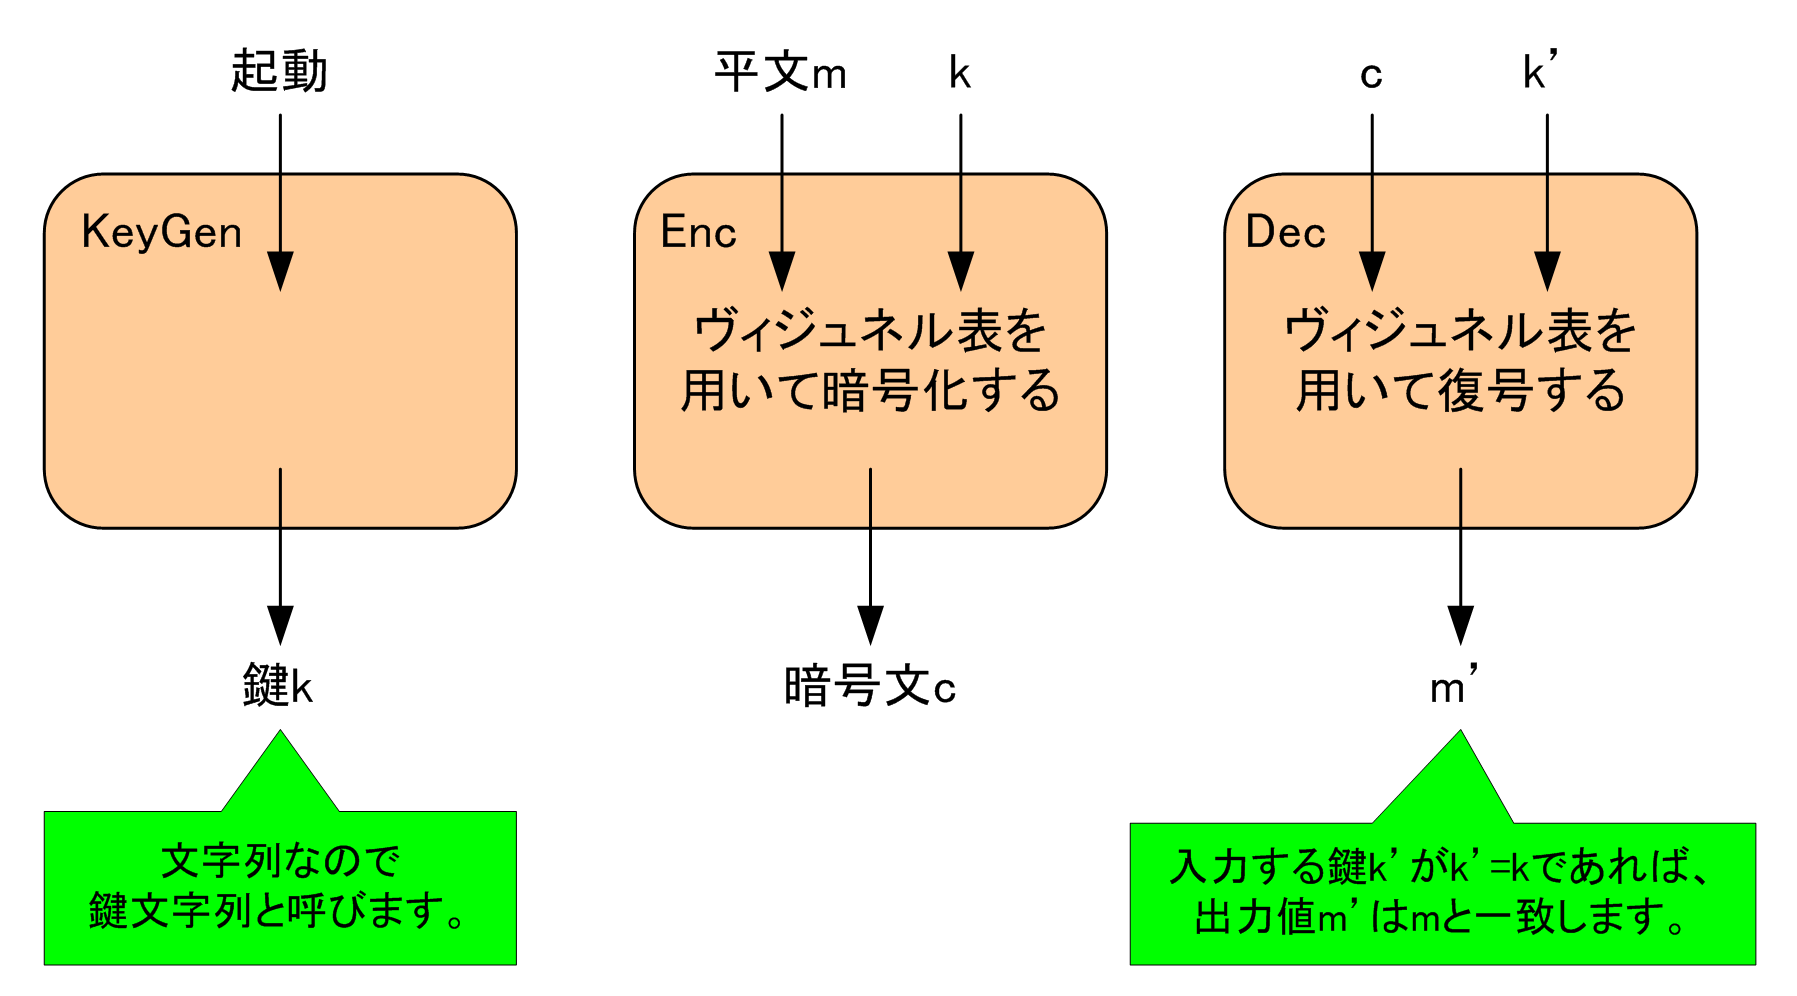 起動
KeyGen
鍵k
文字列なので
鍵文字列と呼びます。
平文m
k
Enc
ヴィジュネル表を
用いて暗号化する
暗号文c
c
k’
Dec
ヴィジュネル表を
用いて復号する
m’
入力する鍵k’がk’=kであれば、
出力値m’はmと一致します。